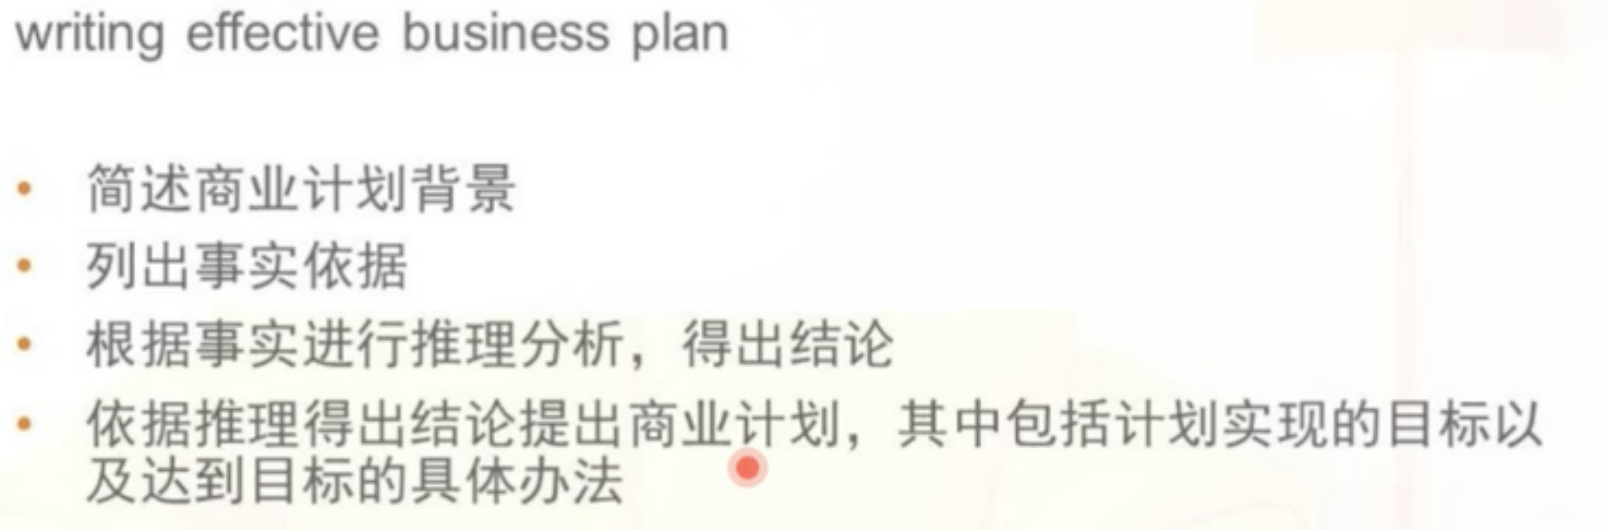 writing effective business plan
• 简述商业计划背景
• 列出事实依据
• 根据事实进行推理分析，得出结论
• 依据推理得出结论提出商业计划，其中包括计划实现的目标以
及达到目标的具体办法